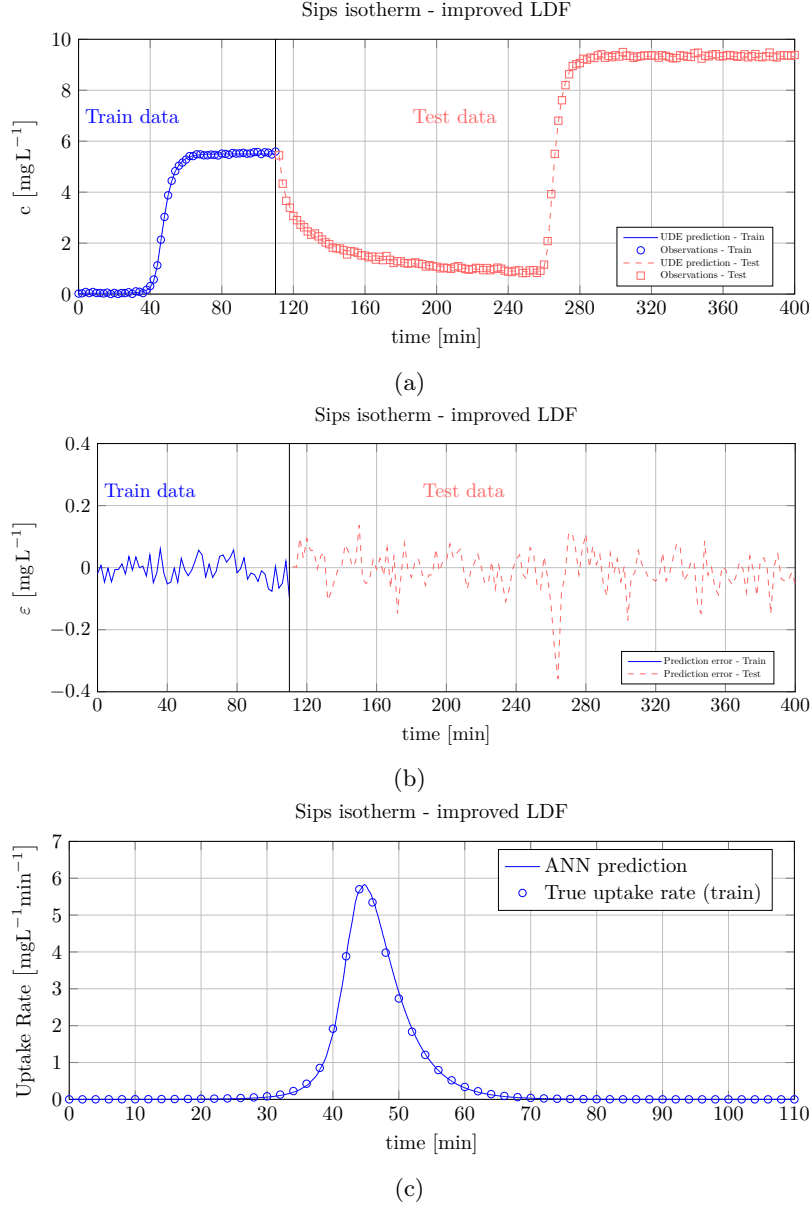 Sips isotherm - improved LDF
c [mg L⁻¹]
10
8
6
4
2
0
Train data
Test data
UDE prediction - Train
Observations - Train
UDE prediction - Test
Observations - Test
0 40 80 120 160 200 240 280 320 360 400
time [min]
(a)
Sips isotherm - improved LDF
ε [mg L⁻¹]
0.4
0.2
0
−0.2
−0.4
Train data
Test data
Prediction error - Train
Prediction error - Test
0 40 80 120 160 200 240 280 320 360 400
time [min]
(b)
Sips isotherm - improved LDF
Uptake Rate [mgL⁻¹min⁻¹]
7
6
5
4
3
2
1
0
ANN prediction
True uptake rate (train)
0 10 20 30 40 50 60 70 80 90 100 110
time [min]
(c)